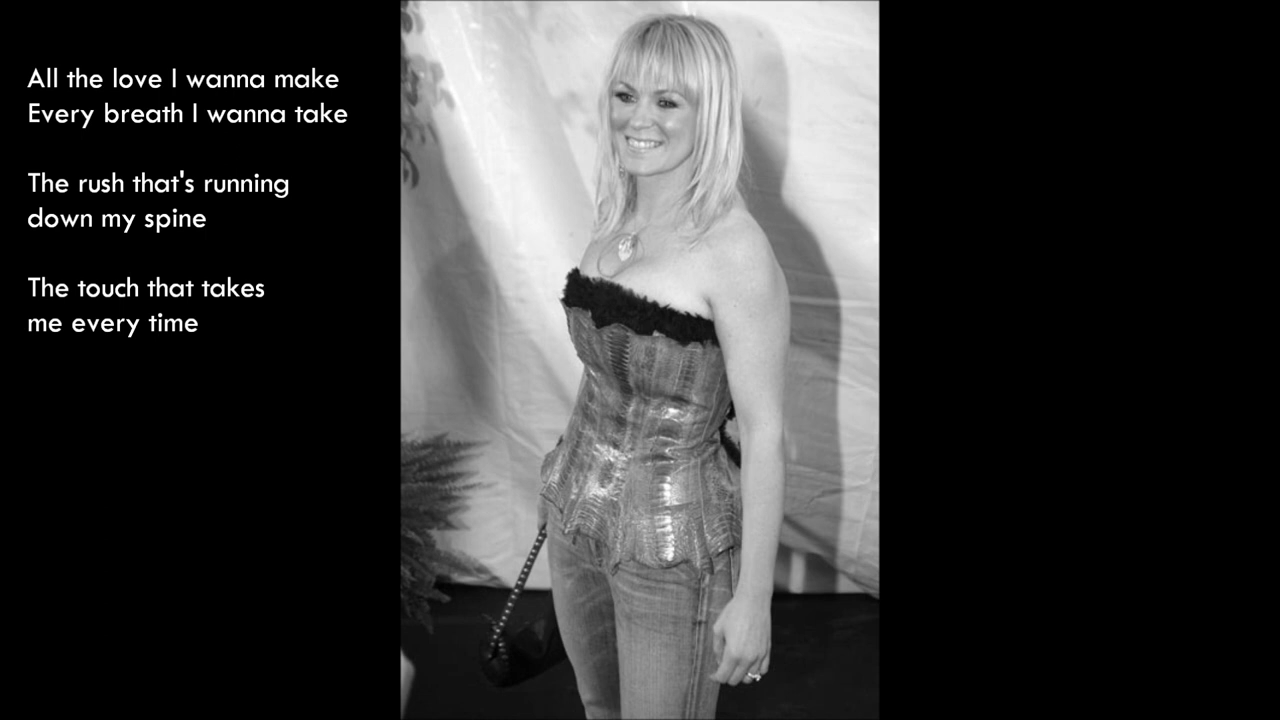 All the love I wanna make
Every breath I wanna take
The rush that's running
down my spine
The touch that takes
me every time